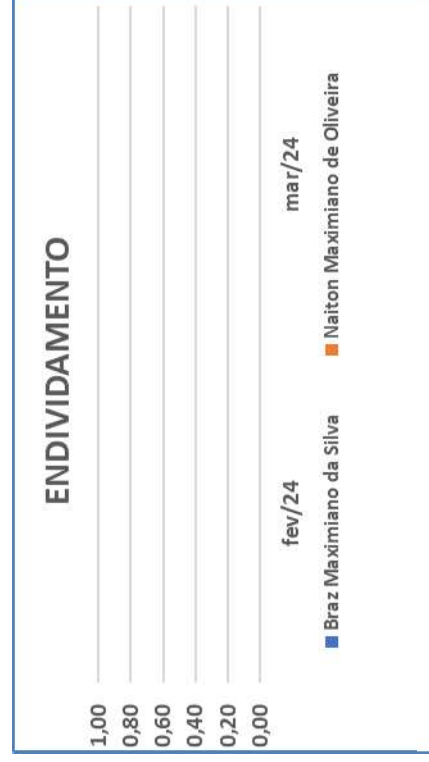 ENDIVIDAMENTO
1,00
0,80
0,60
0,40
0,20
0,00
fev/24 mar/24
Braz Maximiano da Silva Naiton Maximiano de Oliveira